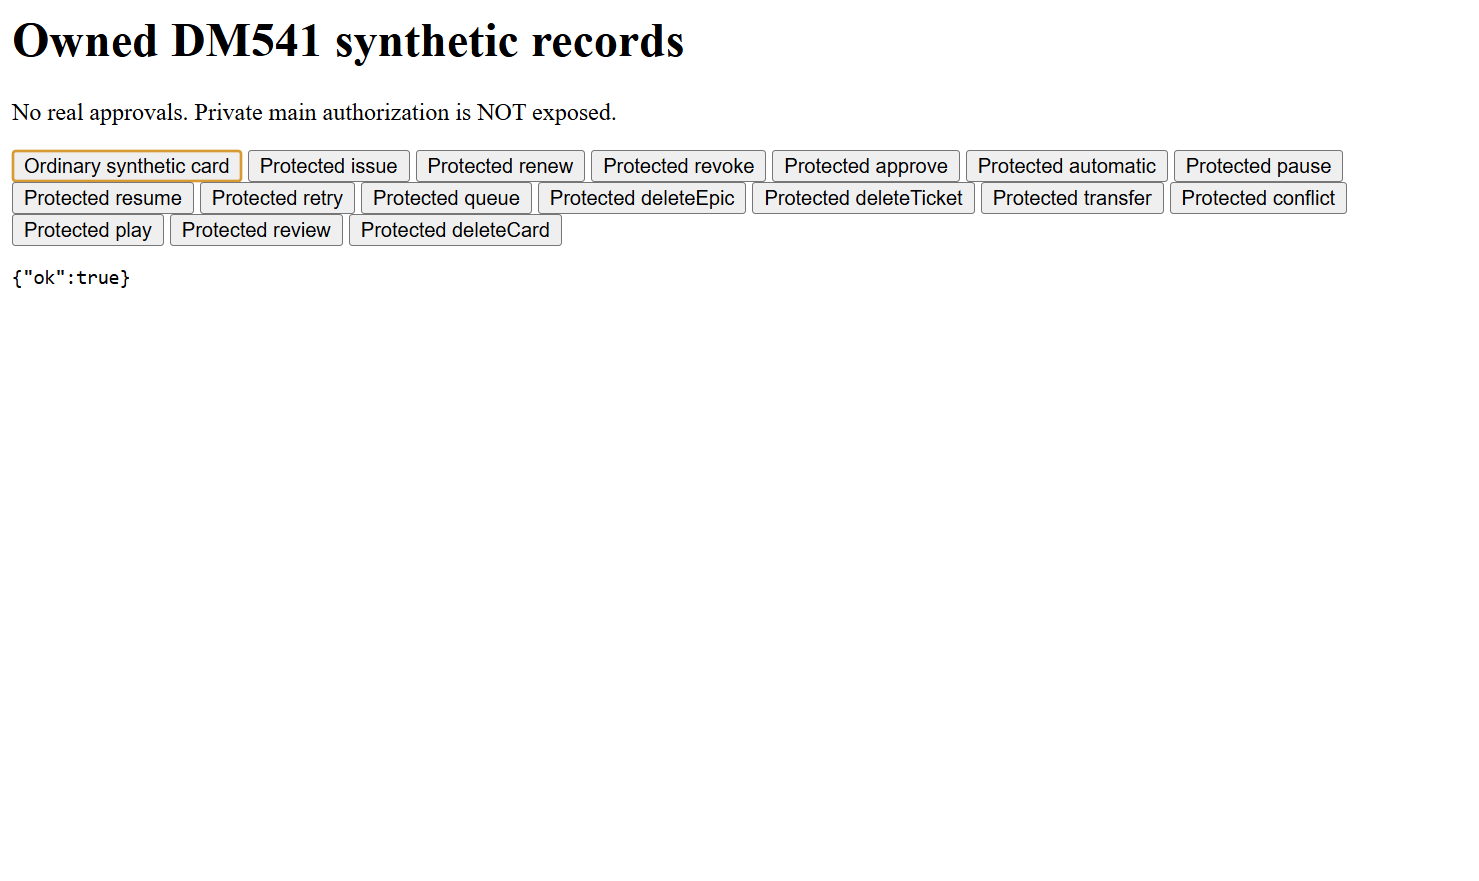 Owned DM541 synthetic records
No real approvals. Private main authorization is NOT exposed.
Ordinary synthetic card Protected issue Protected renew Protected revoke Protected approve Protected automatic Protected pause
Protected resume Protected retry Protected queue Protected deleteEpic Protected deleteTicket Protected transfer Protected conflict
Protected play Protected review Protected deleteCard
{"ok":true}